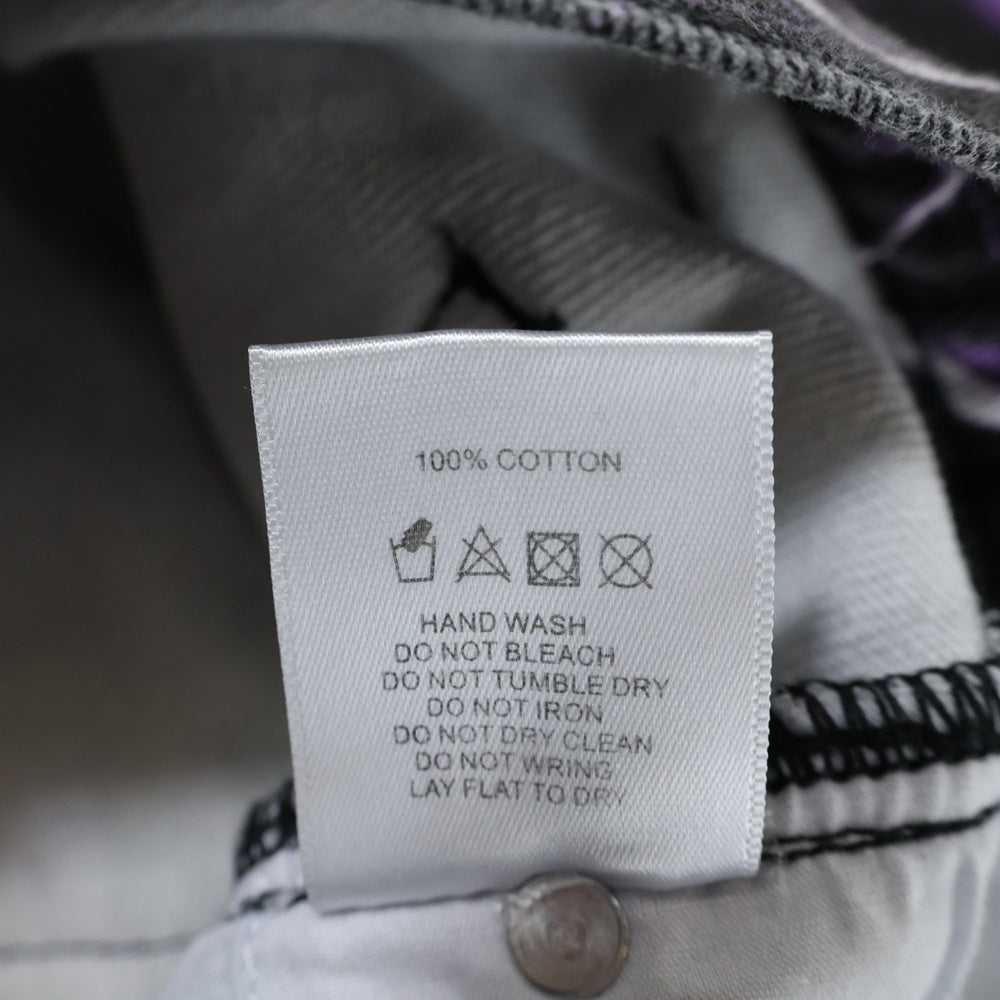 100% COTTON
HAND WASH
DO NOT BLEACH
DO NOT TUMBLE DRY
DO NOT IRON
DO NOT DRY CLEAN
DO NOT WRING
LAY FLAT TO DRY